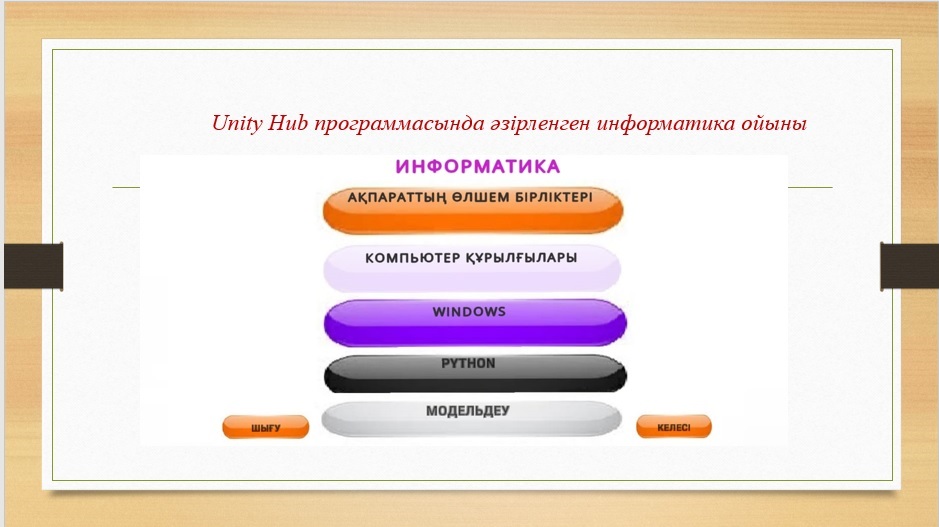 Unity Hub программасында әзірленген информатика ойыны
ИНФОРМАТИКА
АҚПАРАТТЫҢ ӨЛШЕМ БІРЛІКТЕРІ
КОМПЬЮТЕР ҚҰРЫЛҒЫЛАРЫ
WINDOWS
PYTHON
МОДЕЛЬДЕУ
ШЫҒУ
КЕЛЕСІ